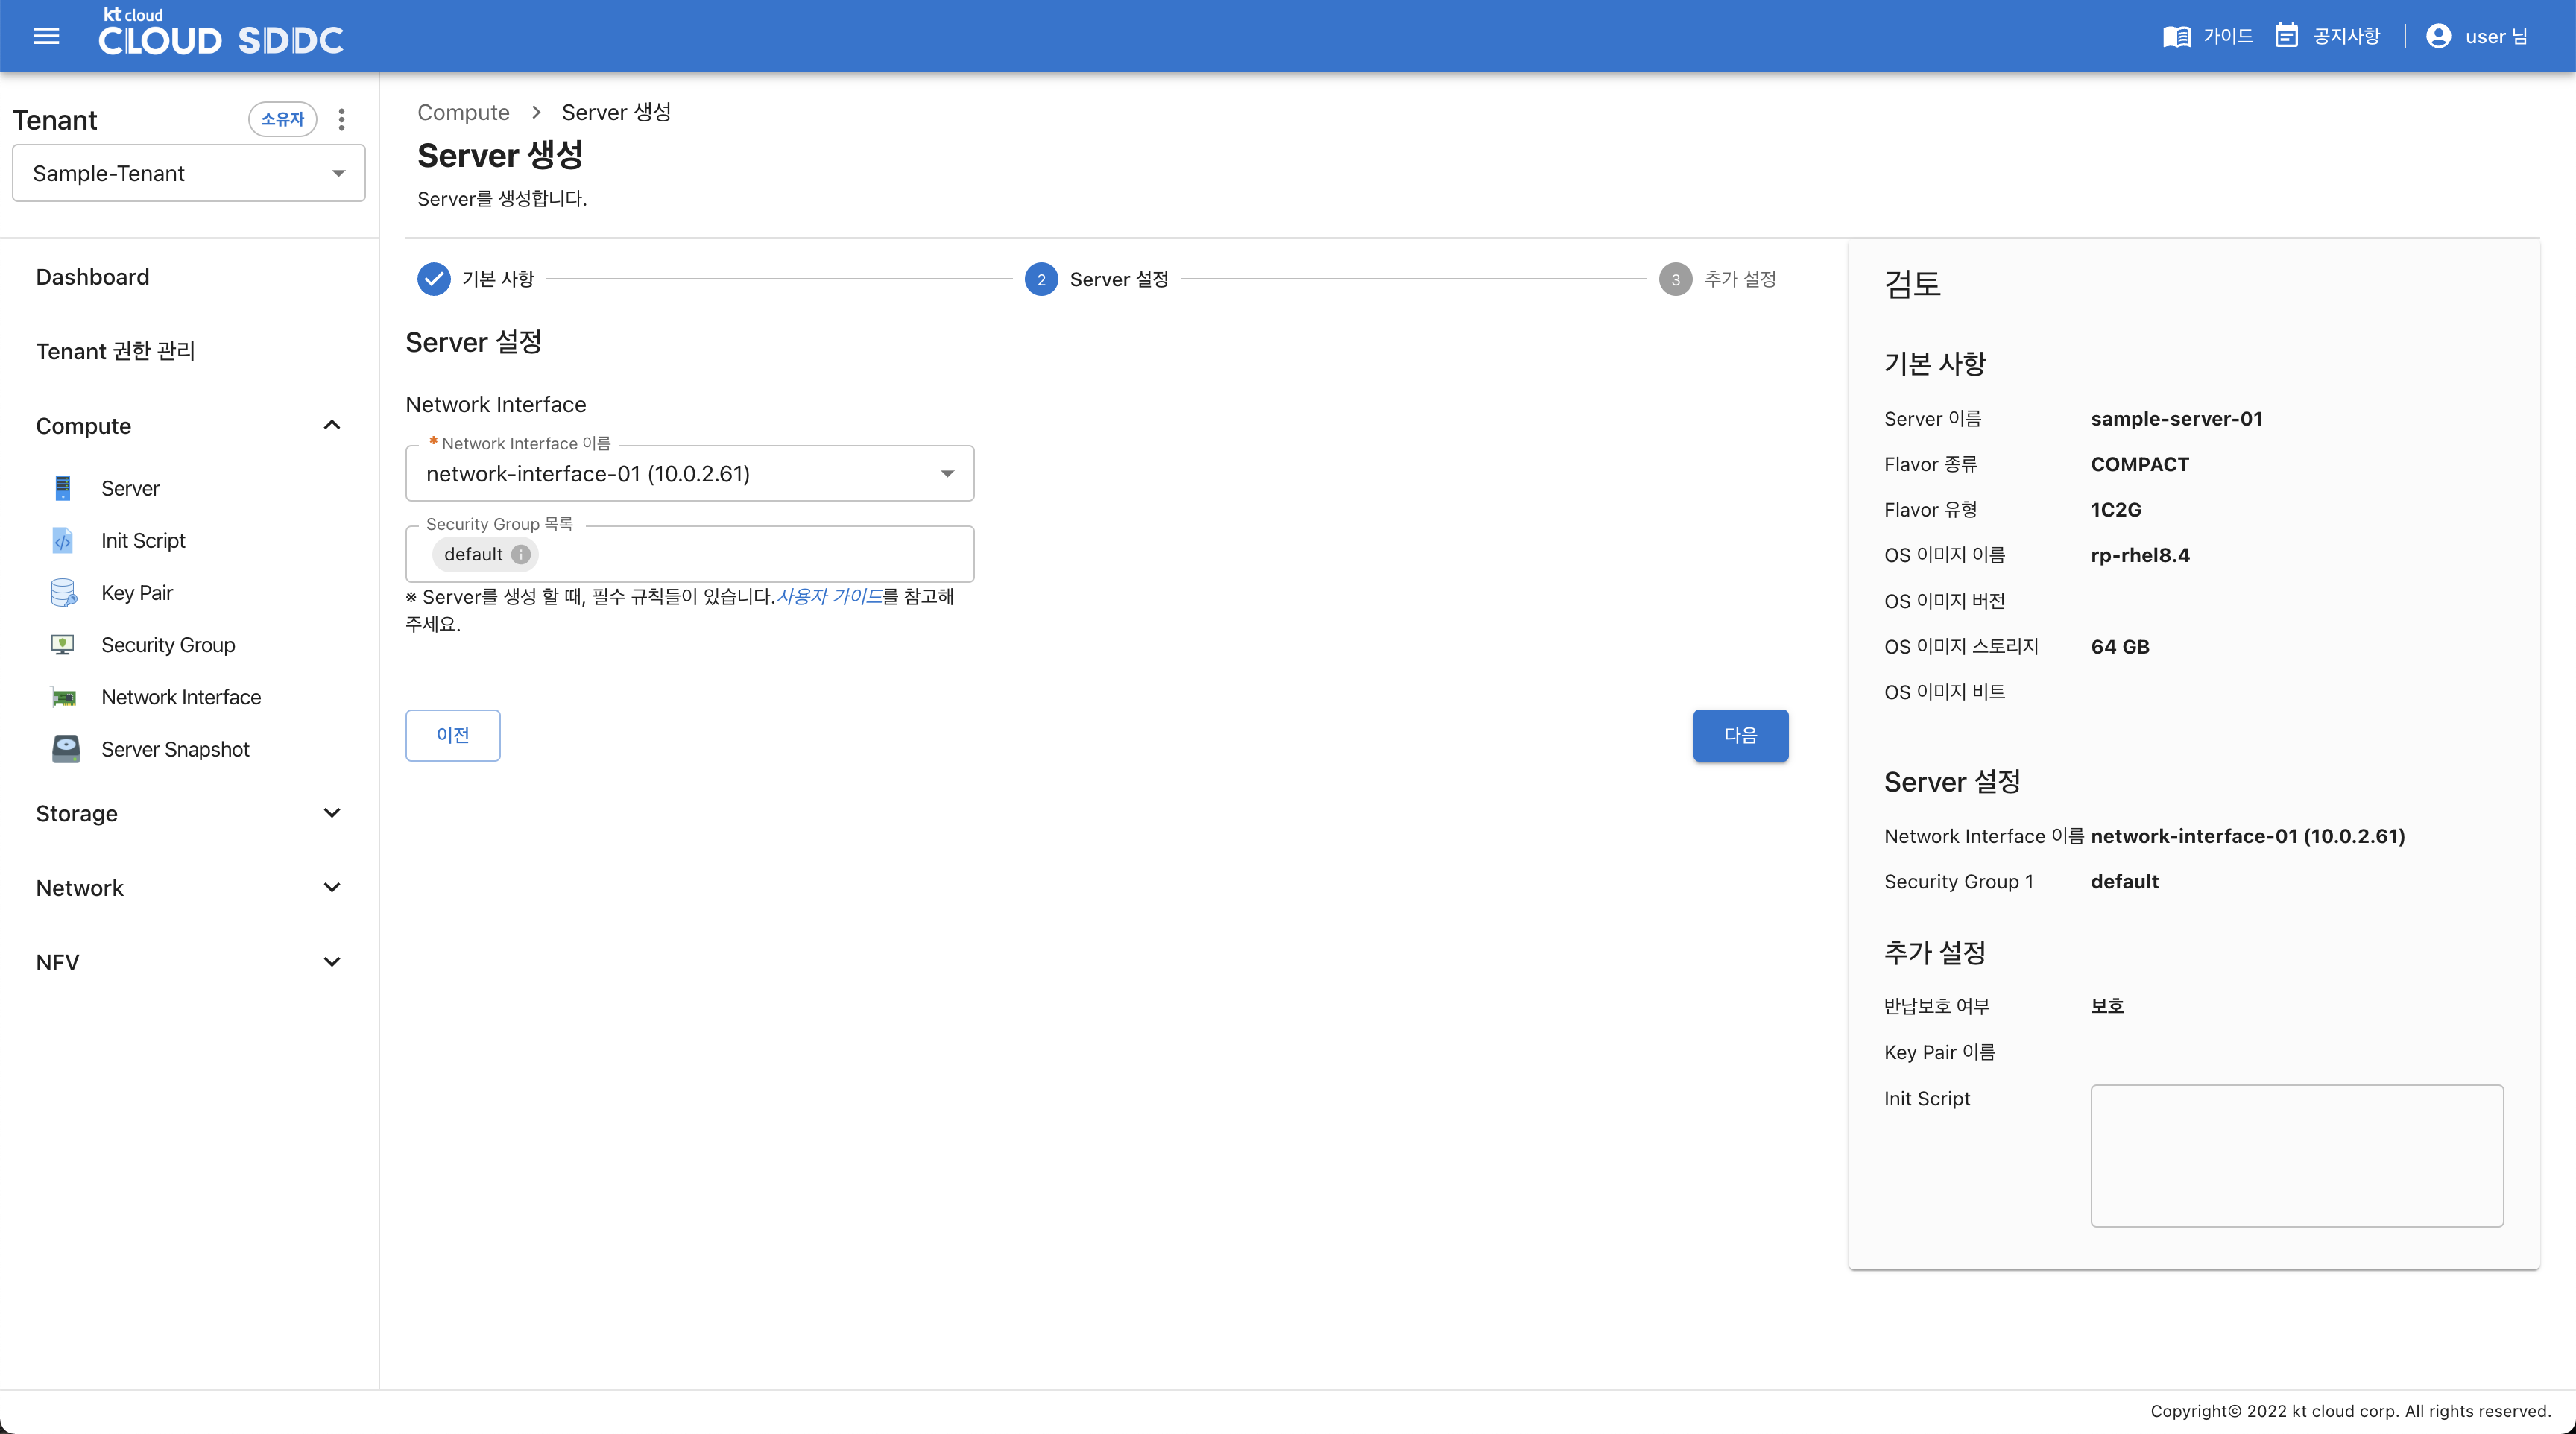 kt cloud
CLOUD SDDC
가이드
공지사항
user 님
Tenant
소유자
Sample-Tenant
Dashboard
Tenant 권한 관리
Compute
Server
Init Script
Key Pair
Security Group
Network Interface
Server Snapshot
Storage
Network
NFV
Compute > Server 생성
Server 생성
Server를 생성합니다.
기본 사항
2 Server 설정
3 추가 설정
Server 설정
Network Interface
* Network Interface 이름
network-interface-01 (10.0.2.61)
Security Group 목록
default
※ Server를 생성 할 때, 필수 규칙들이 있습니다.사용자 가이드를 참고해
주세요.
이전
다음
검토
기본 사항
Server 이름 sample-server-01
Flavor 종류 COMPACT
Flavor 유형 1C2G
OS 이미지 이름 rp-rhel8.4
OS 이미지 버전
OS 이미지 스토리지 64 GB
OS 이미지 비트
Server 설정
Network Interface 이름 network-interface-01 (10.0.2.61)
Security Group 1 default
추가 설정
반납보호 여부 보호
Key Pair 이름
Init Script
Copyright© 2022 kt cloud corp. All rights reserved.